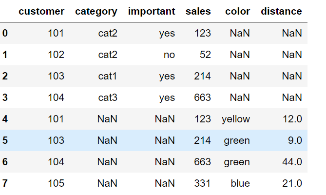 customer category important sales color distance
0 101 cat2 yes 123 NaN NaN
1 102 cat2 no 52 NaN NaN
2 103 cat1 yes 214 NaN NaN
3 104 cat3 yes 663 NaN NaN
4 101 NaN NaN 123 yellow 12.0
5 103 NaN NaN 214 green 9.0
6 104 NaN NaN 663 green 44.0
7 105 NaN NaN 331 blue 21.0